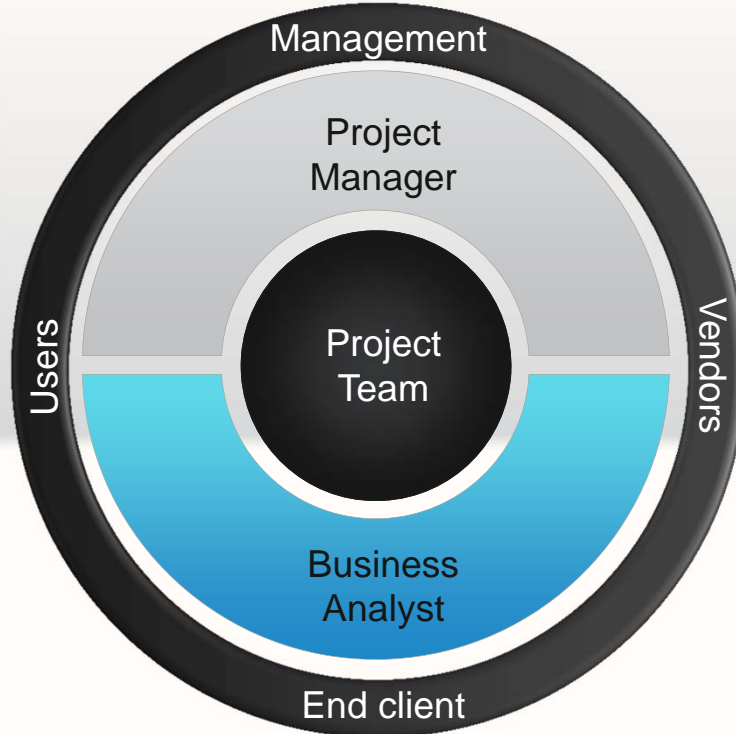 Management
Project
Manager
Users
Project
Team
Vendors
Business
Analyst
End client